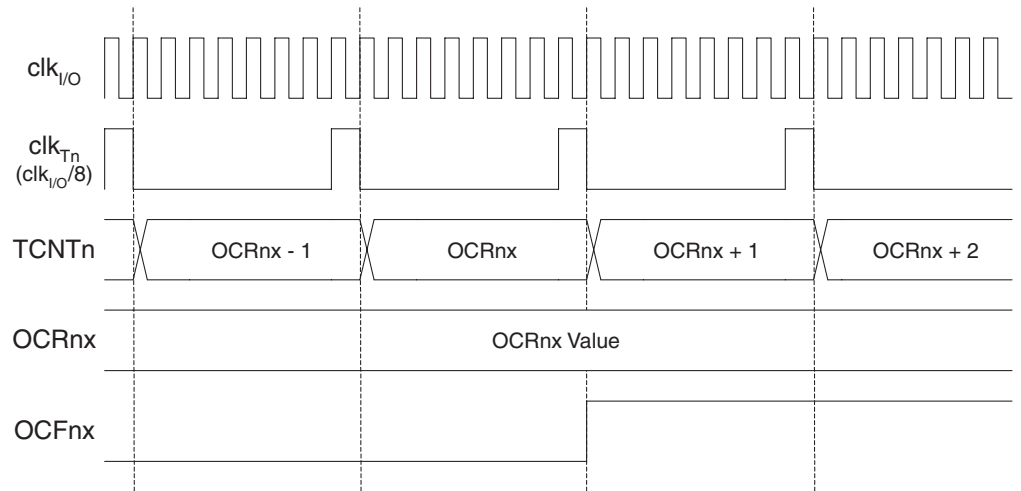 clkI/O
clkTn
(clkI/O/8)
TCNTn
OCRnx - 1
OCRnx
OCRnx + 1
OCRnx + 2
OCRnx
OCRnx Value
OCFnx